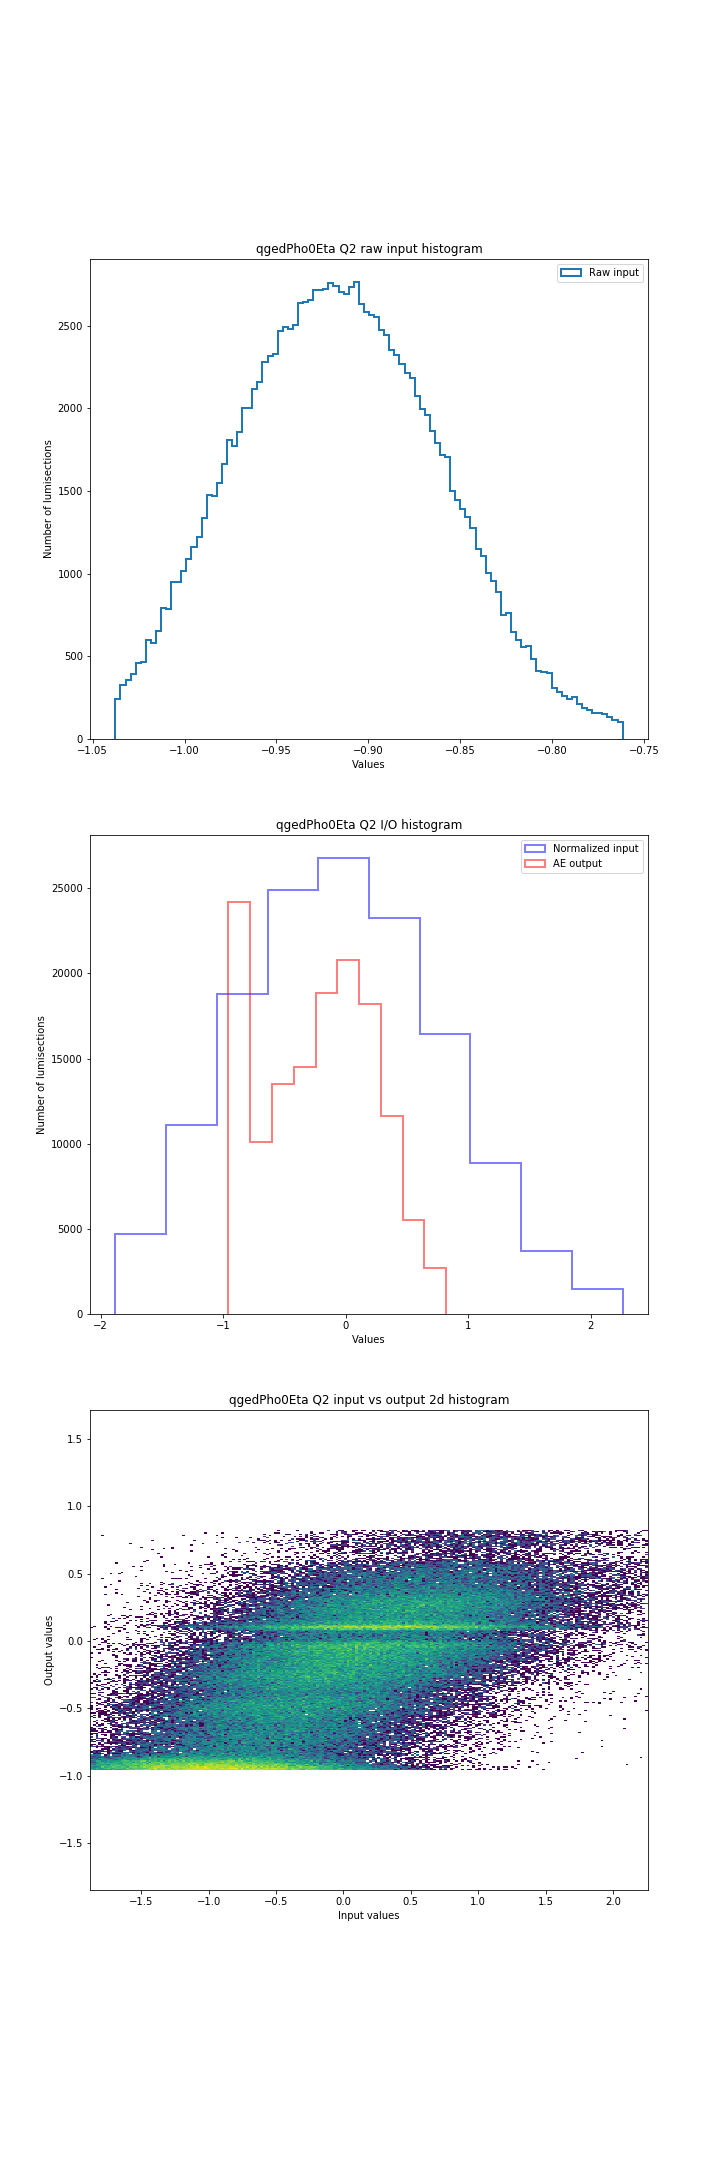 qgedPho0Eta Q2 raw input histogram
Raw input
Number of lumisections
2500
2000
1500
1000
500
0
−1.05 −1.00 −0.95 −0.90 −0.85 −0.80 −0.75
Values
qgedPho0Eta Q2 I/O histogram
Normalized input
AE output
Number of lumisections
25000
20000
15000
10000
5000
0
−2 −1 0 1 2
Values
qgedPho0Eta Q2 input vs output 2d histogram
Output values
1.5
1.0
0.5
0.0
−0.5
−1.0
−1.5
−1.5 −1.0 −0.5 0.0 0.5 1.0 1.5 2.0
Input values